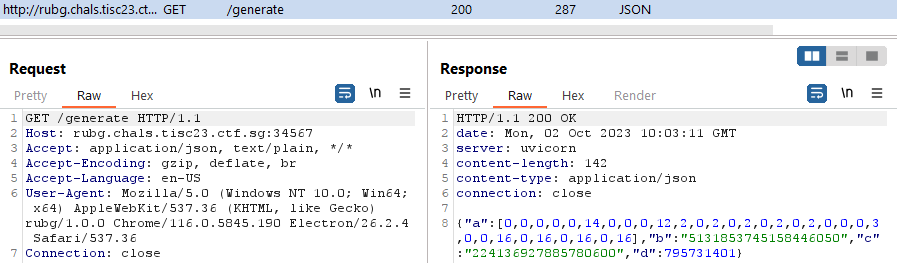 http://rubg.chals.tisc23.ct... GET /generate 200 287 JSON
Request
Pretty Raw Hex \n
1 GET /generate HTTP/1.1
2 Host: rubg.chals.tisc23.ctf.sg:34567
3 Accept: application/json, text/plain, */*
4 Accept-Encoding: gzip, deflate, br
5 Accept-Language: en-US
6 User-Agent: Mozilla/5.0 (Windows NT 10.0; Win64;
x64) AppleWebKit/537.36 (KHTML, like Gecko)
rubg/1.0.0 Chrome/116.0.5845.190 Electron/26.2.4
Safari/537.36
7 Connection: close
Response
Pretty Raw Hex Render \n
1 HTTP/1.1 200 OK
2 date: Mon, 02 Oct 2023 10:03:11 GMT
3 server: uvicorn
4 content-length: 142
5 content-type: application/json
6 connection: close
7
8 {"a":[0,0,0,0,0,14,0,0,0,12,2,0,2,0,2,0,2,0,2,0,0,0,3
,0,0,16,0,16,0,16,0,16],"b":"5131853745158446050","c"
:"224136927885780600","d":795731401}